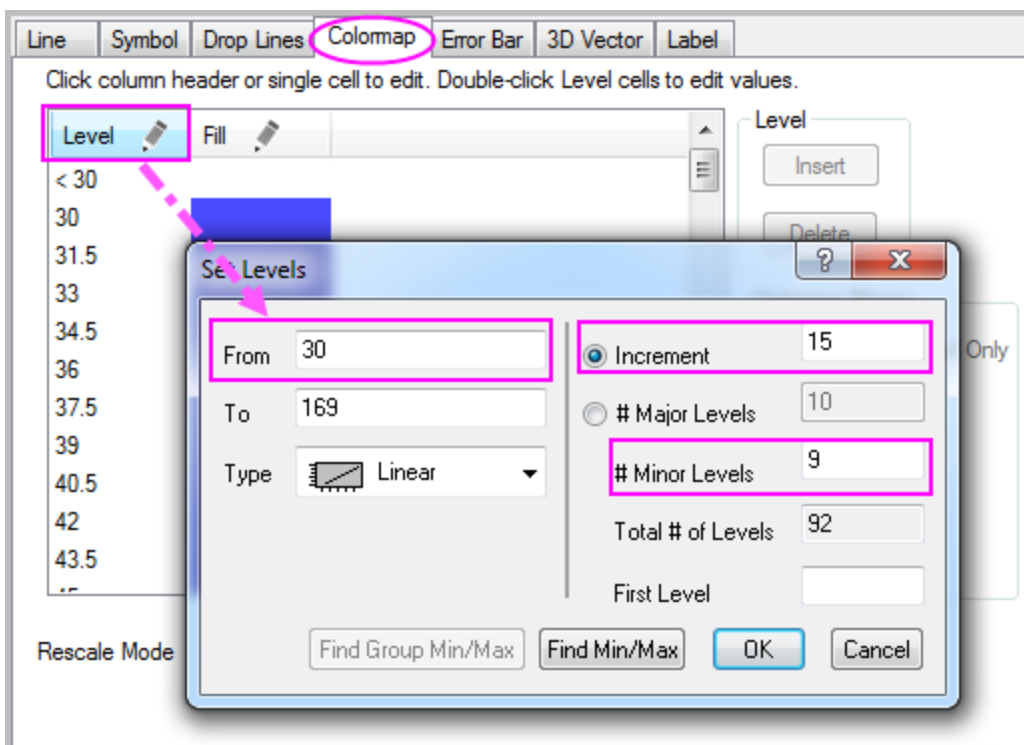 Line Symbol Drop Lines Colormap Error Bar 3D Vector Label
Click column header or single cell to edit. Double-click Level cells to edit values.
Level Fill
Level
Insert
Delete
< 30
30
31.5
33
34.5
36
37.5
39
40.5
42
43.5
Only
Set Levels
?
From 30
Increment 15
To 169
# Major Levels 10
Type Linear
# Minor Levels 9
Total # of Levels 92
First Level
Find Group Min/Max Find Min/Max OK Cancel
Rescale Mode